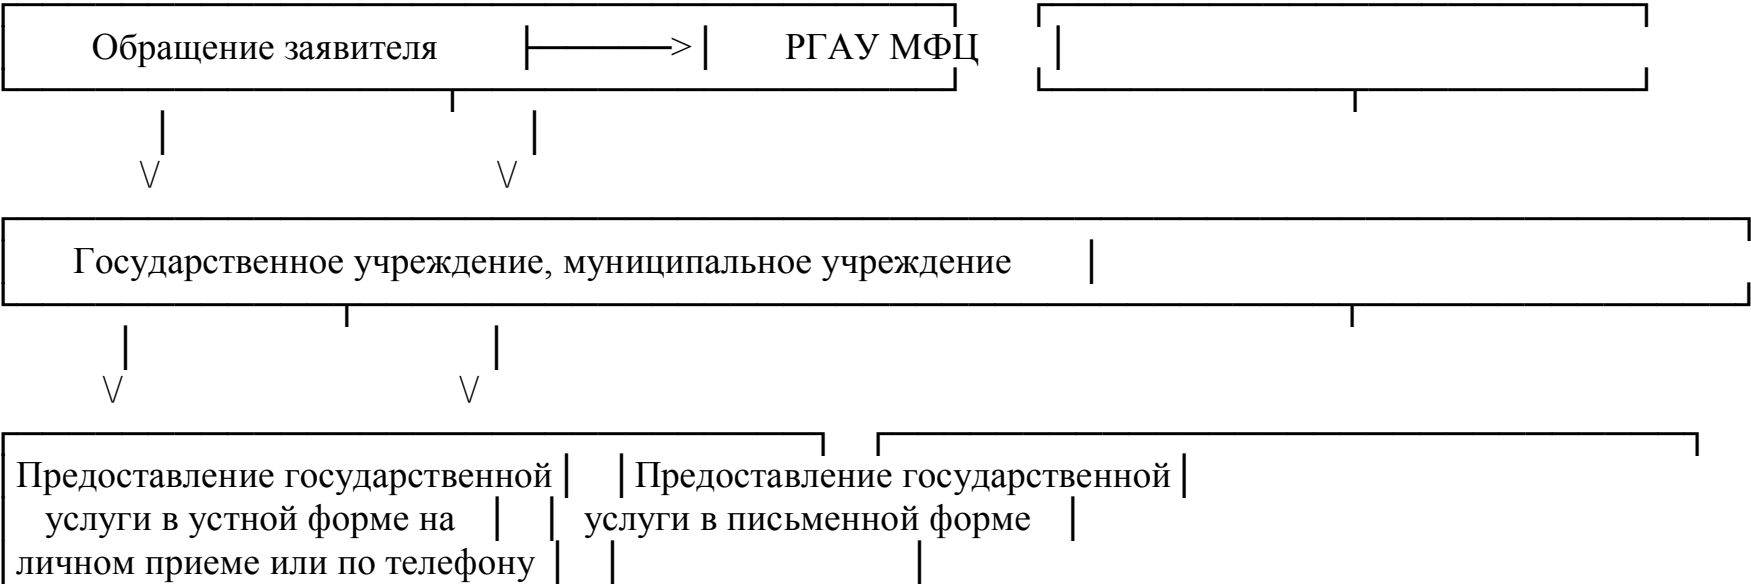 Обращение заявителя ├────────>│ РГАУ МФЦ │
Государственное учреждение, муниципальное учреждение │
Предоставление государственной│ │Предоставление государственной│
услуги в устной форме на │ │ услуги в письменной форме │
личном приеме или по телефону │ │ │